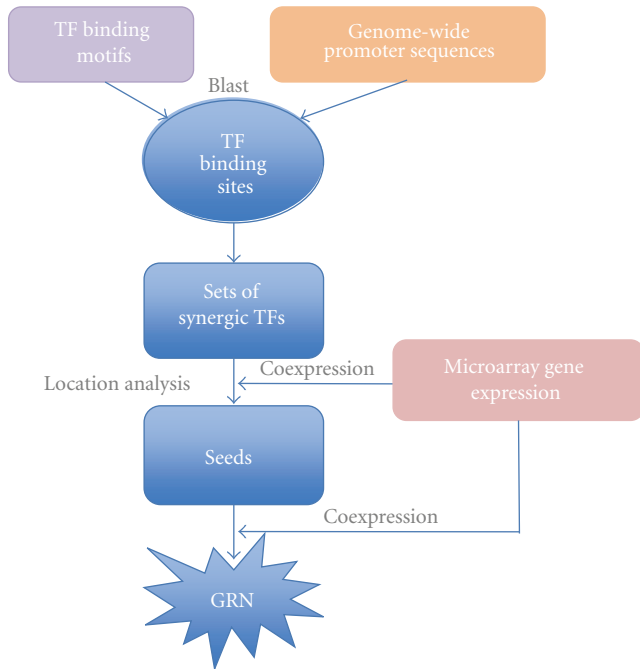 TF binding
motifs
Genome-wide
promoter sequences
Blast
TF
binding
sites
Sets of
synergic TFs
Location analysis
Coexpression
Microarray gene
expression
Seeds
Coexpression
GRN